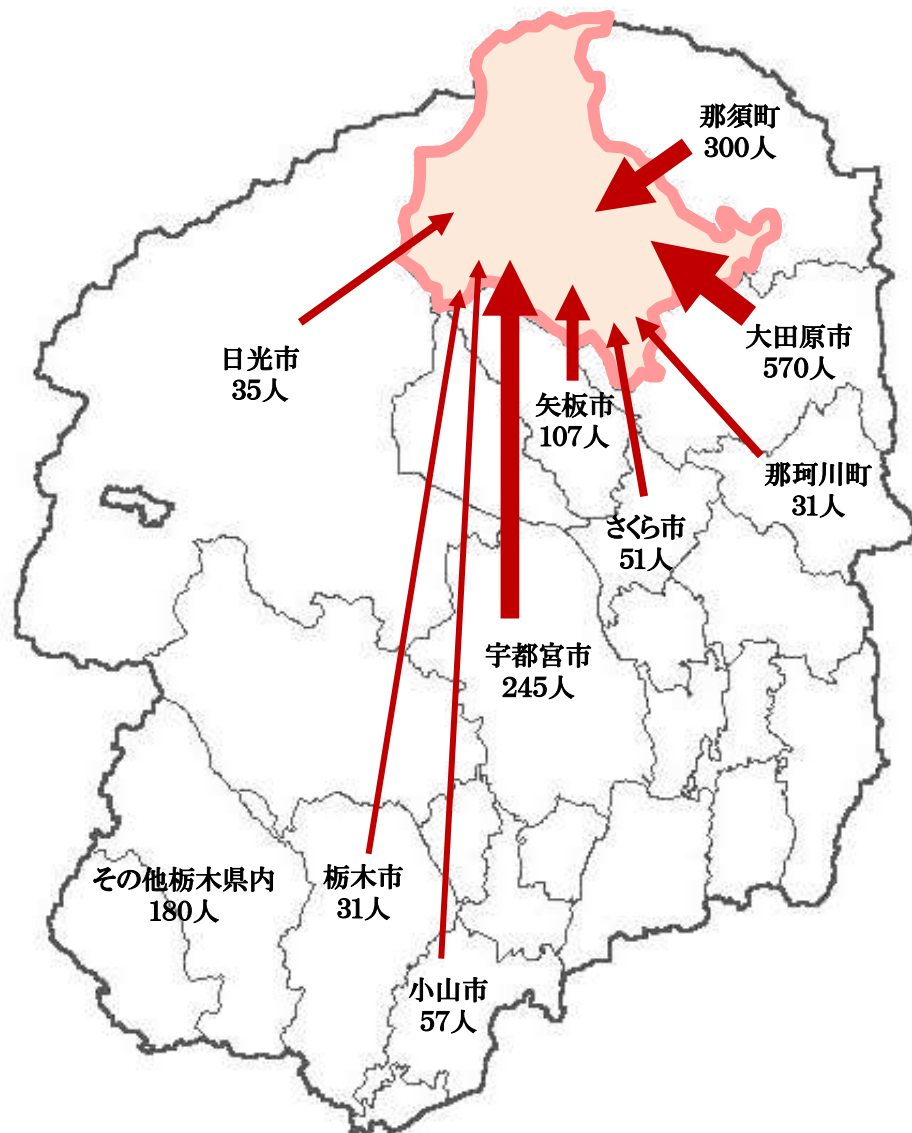 那須町
300人
大田原市
570人
日光市
35人
矢板市
107人
那珂川町
31人
さくら市
51人
宇都宮市
245人
その他栃木県内
180人
栃木市
31人
小山市
57人